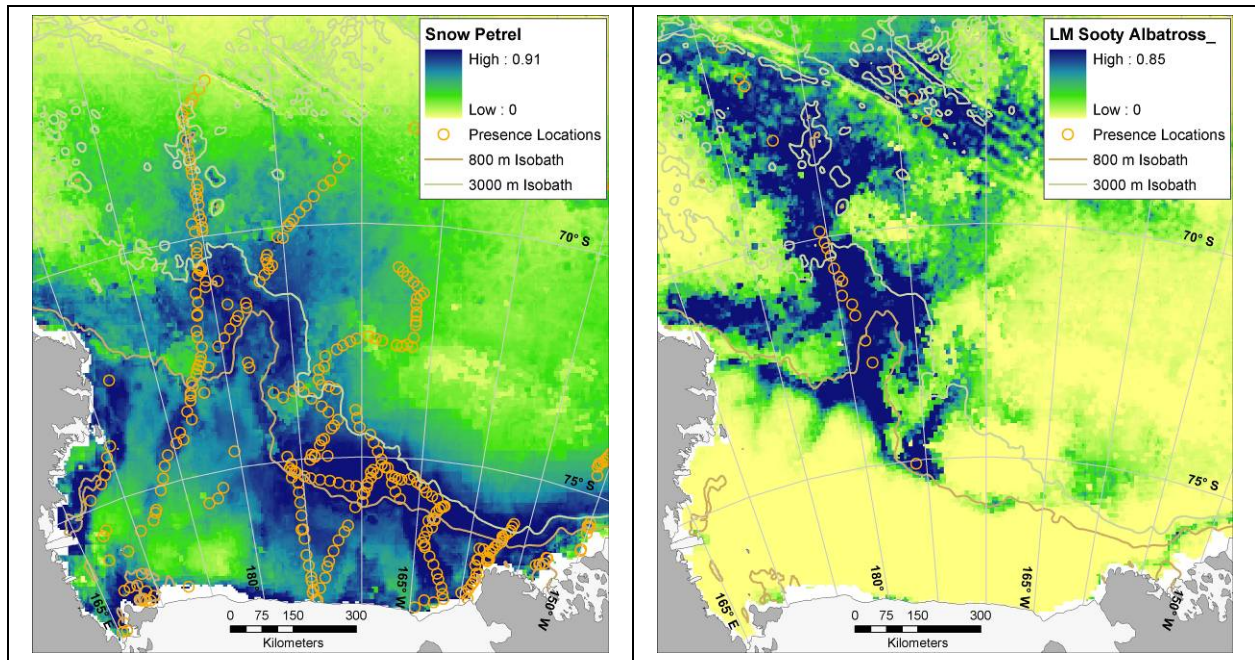 Snow Petrel
High : 0.91
Low : 0
Presence Locations
800 m Isobath
3000 m Isobath
70° S
75° S
180°
165° W
165° E
150° W
0 75 150 300
Kilometers
LM Sooty Albatross_
High : 0.85
Low : 0
Presence Locations
800 m Isobath
3000 m Isobath
70° S
75° S
180°
165° W
165° E
150° W
0 75 150 300
Kilometers